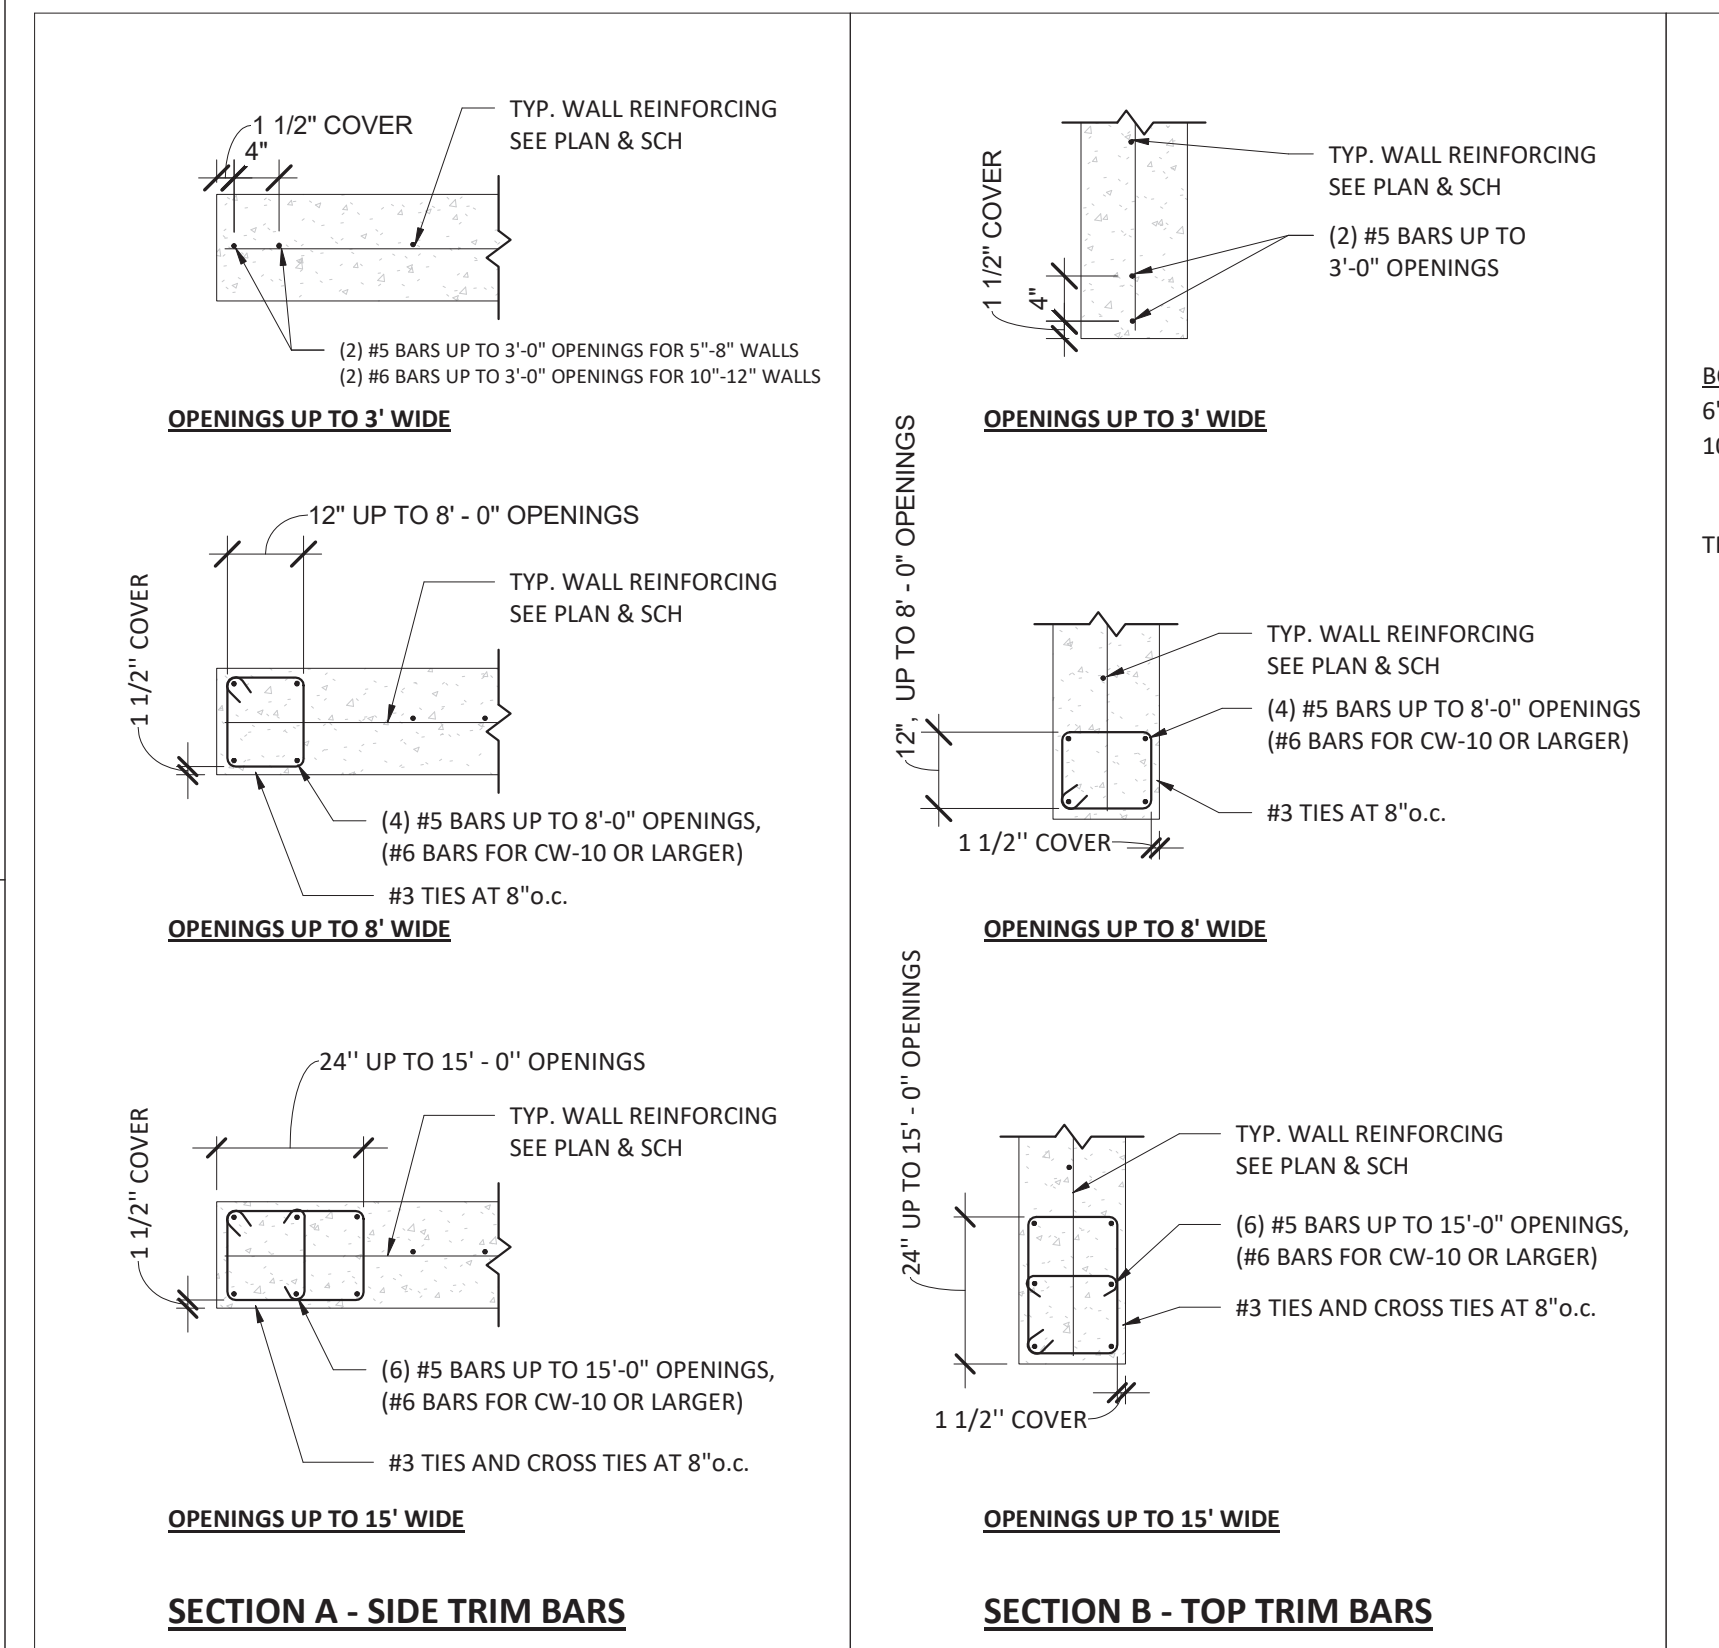 1 1/2" COVER
4"
TYP. WALL REINFORCING
SEE PLAN & SCH
(2) #5 BARS UP TO 3'-0" OPENINGS FOR 5"-8" WALLS
(2) #6 BARS UP TO 3'-0" OPENINGS FOR 10"-12" WALLS
OPENINGS UP TO 3' WIDE
12" UP TO 8' - 0" OPENINGS
1 1/2'' COVER
TYP. WALL REINFORCING
SEE PLAN & SCH
(4) #5 BARS UP TO 8'-0" OPENINGS,
(#6 BARS FOR CW-10 OR LARGER)
#3 TIES AT 8"o.c.
OPENINGS UP TO 8' WIDE
24'' UP TO 15' - 0'' OPENINGS
1 1/2'' COVER
TYP. WALL REINFORCING
SEE PLAN & SCH
(6) #5 BARS UP TO 15'-0" OPENINGS,
(#6 BARS FOR CW-10 OR LARGER)
#3 TIES AND CROSS TIES AT 8"o.c.
OPENINGS UP TO 15' WIDE
SECTION A - SIDE TRIM BARS
1 1/2" COVER
4"
TYP. WALL REINFORCING
SEE PLAN & SCH
(2) #5 BARS UP TO
3'-0" OPENINGS
OPENINGS UP TO 3' WIDE
12", UP TO 8' - 0" OPENINGS
TYP. WALL REINFORCING
SEE PLAN & SCH
(4) #5 BARS UP TO 8'-0" OPENINGS
(#6 BARS FOR CW-10 OR LARGER)
#3 TIES AT 8"o.c.
1 1/2'' COVER
OPENINGS UP TO 8' WIDE
24'' UP TO 15' - 0'' OPENINGS
TYP. WALL REINFORCING
SEE PLAN & SCH
(6) #5 BARS UP TO 15'-0" OPENINGS,
(#6 BARS FOR CW-10 OR LARGER)
#3 TIES AND CROSS TIES AT 8"o.c.
1 1/2'' COVER
OPENINGS UP TO 15' WIDE
SECTION B - TOP TRIM BARS